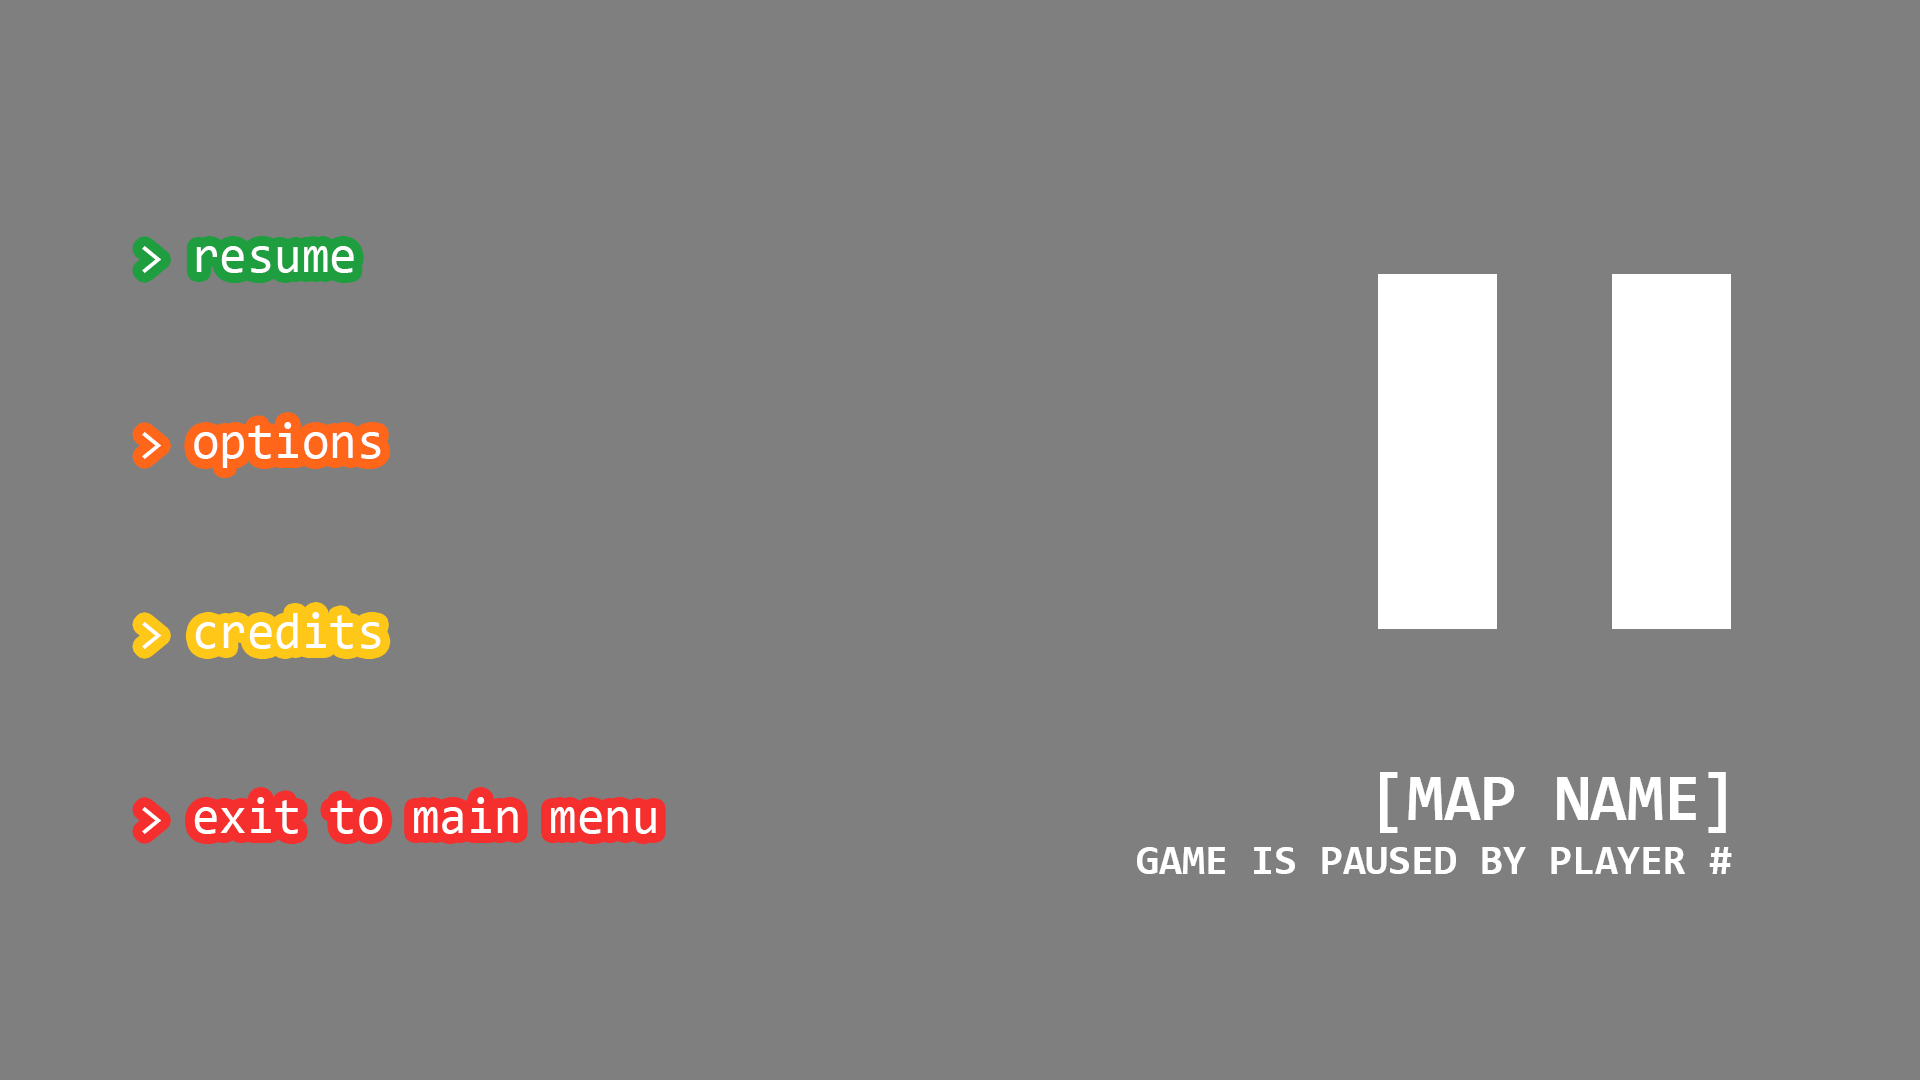 > resume
> options
> credits
> exit to main menu
[MAP NAME]
GAME IS PAUSED BY PLAYER #